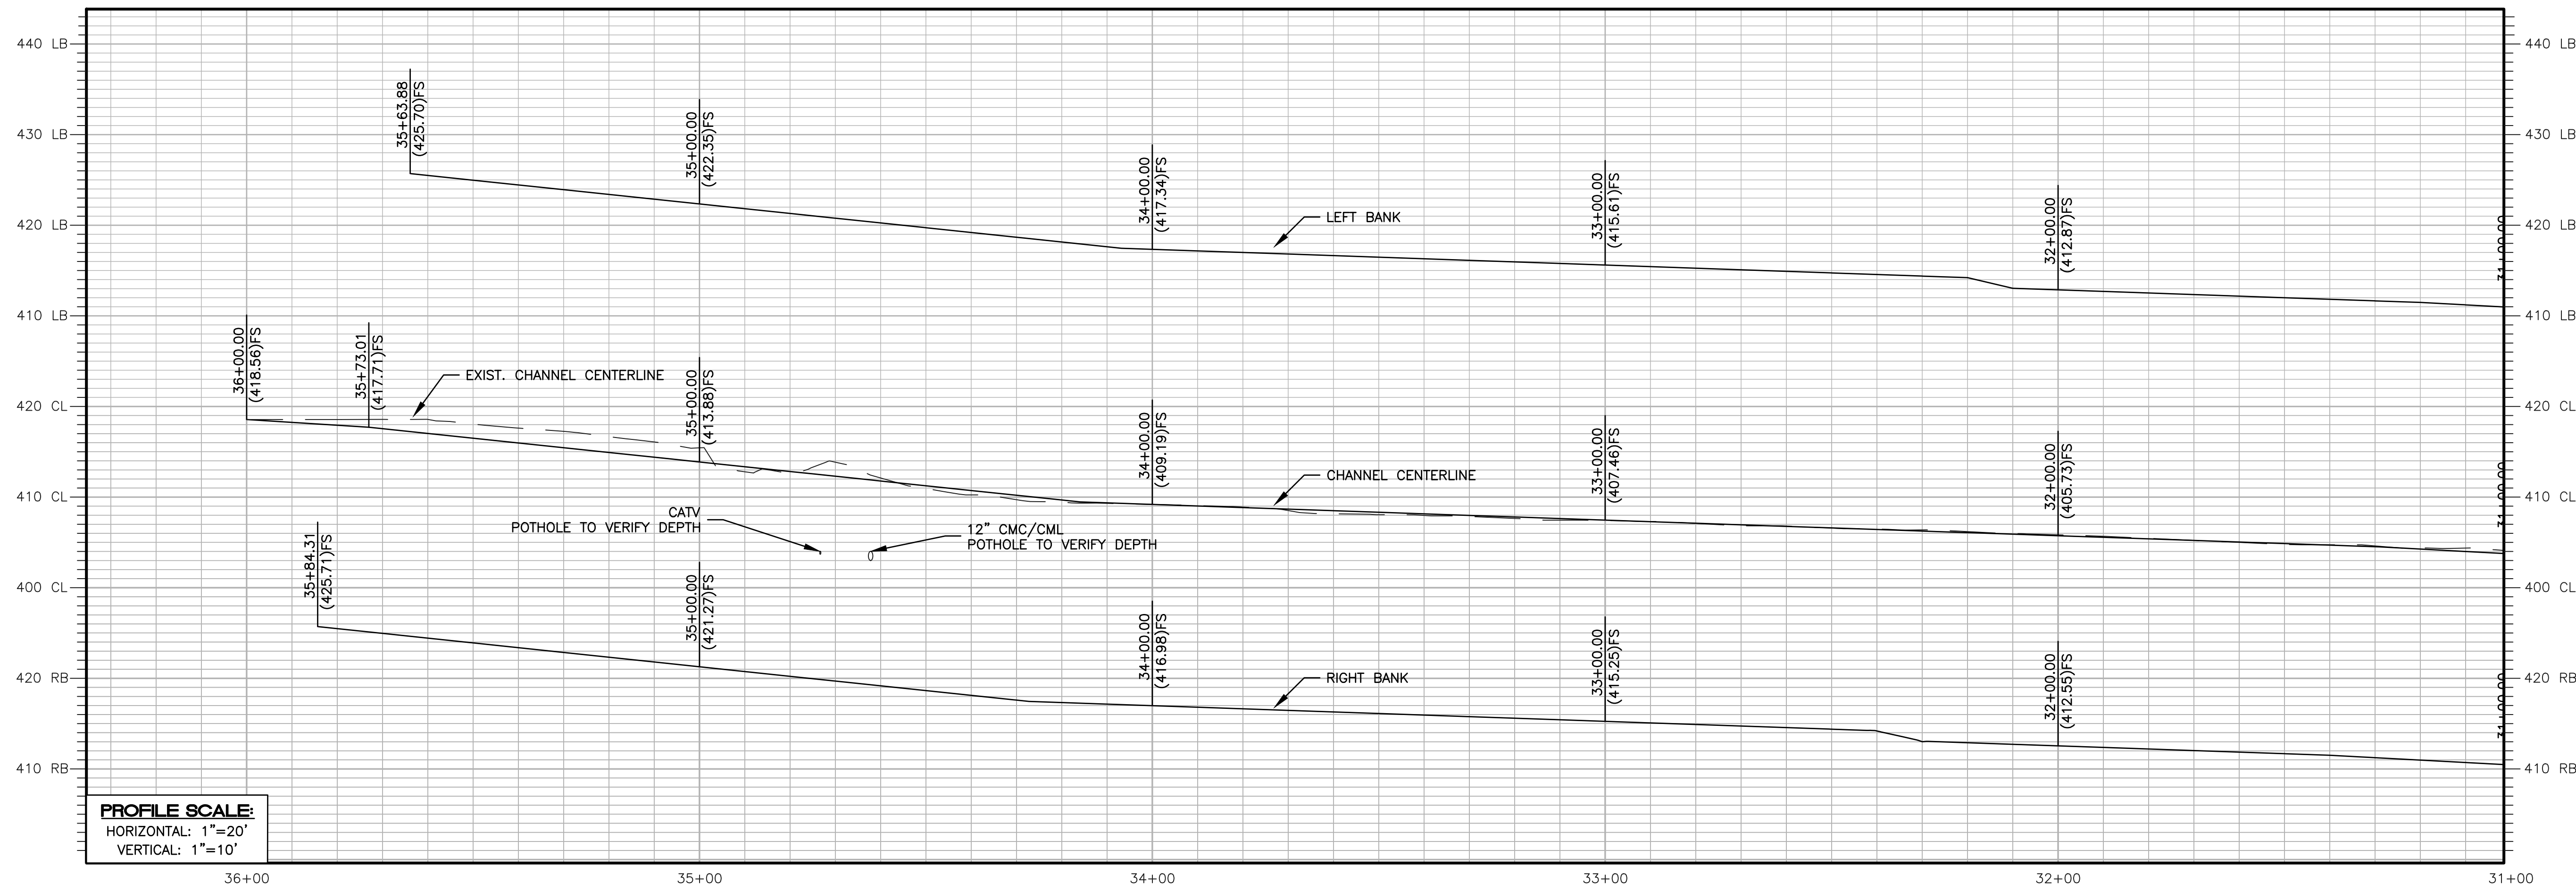 440 LB
440 LB
35+63.88
(425.70)FS
35+00.00
(422.35)FS
430 LB
430 LB
34+00.00
(417.34)FS
33+00.00
(415.61)FS
32+00.00
(412.87)FS
420 LB
LEFT BANK
420 LB
31+00.00
410 LB
410 LB
36+00.00
(418.56)FS
35+73.01
(417.71)FS
EXIST. CHANNEL CENTERLINE
35+00.00
(413.88)FS
420 CL
420 CL
34+00.00
(409.19)FS
33+00.00
(407.46)FS
32+00.00
(405.73)FS
CHANNEL CENTERLINE
31+00.00
410 CL
410 CL
CATV
POTHOLE TO VERIFY DEPTH
12" CMC/CML
POTHOLE TO VERIFY DEPTH
35+84.31
(425.71)FS
400 CL
400 CL
35+00.00
(421.27)FS
34+00.00
(416.98)FS
33+00.00
(415.25)FS
32+00.00
(412.55)FS
420 RB
RIGHT BANK
420 RB
31+00.00
410 RB
410 RB
PROFILE SCALE:
HORIZONTAL: 1"=20'
VERTICAL: 1"=10'
36+00
35+00
34+00
33+00
32+00
31+00